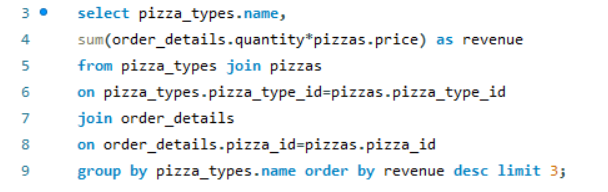 3 select pizza_types.name,
4 sum(order_details.quantity*pizzas.price) as revenue
5 from pizza_types join pizzas
6 on pizza_types.pizza_type_id=pizzas.pizza_type_id
7 join order_details
8 on order_details.pizza_id=pizzas.pizza_id
9 group by pizza_types.name order by revenue desc limit 3;